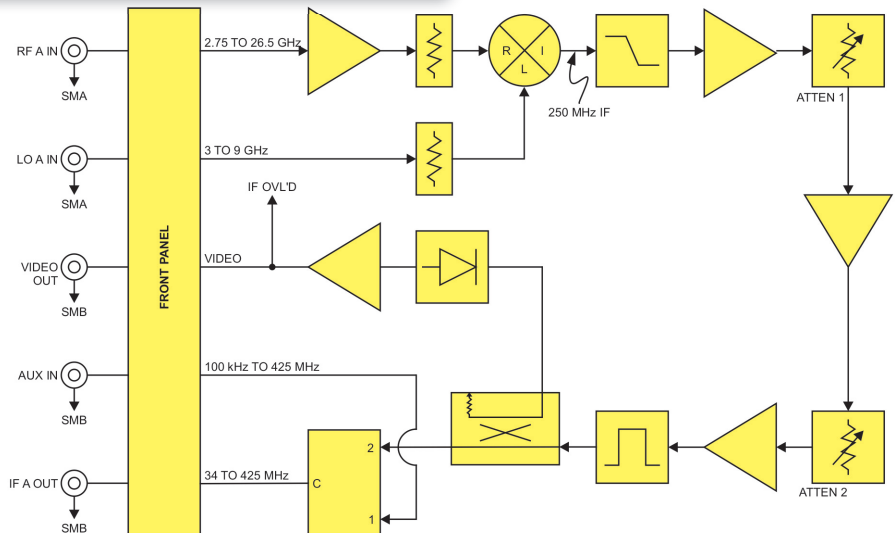 RF A IN
SMA
2.75 TO 26.5 GHz
R
I
L
250 MHz IF
ATTEN 1
LO A IN
SMA
3 TO 9 GHz
IF OVL'D
VIDEO
OUT
SMB
FRONT PANEL
VIDEO
AUX IN
SMB
100 kHz TO 425 MHz
2
C
1
IF A OUT
SMB
34 TO 425 MHz
ATTEN 2